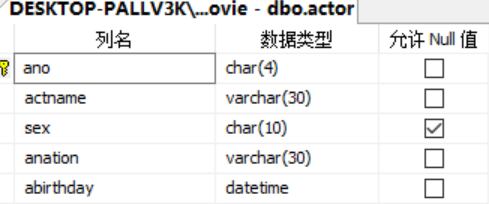 DESKTOP-PALLV3K\...ovie - dbo.actor
列名 数据类型 允许 Null 值
ano char(4)
actname varchar(30)
sex char(10)
anation varchar(30)
abirthday datetime